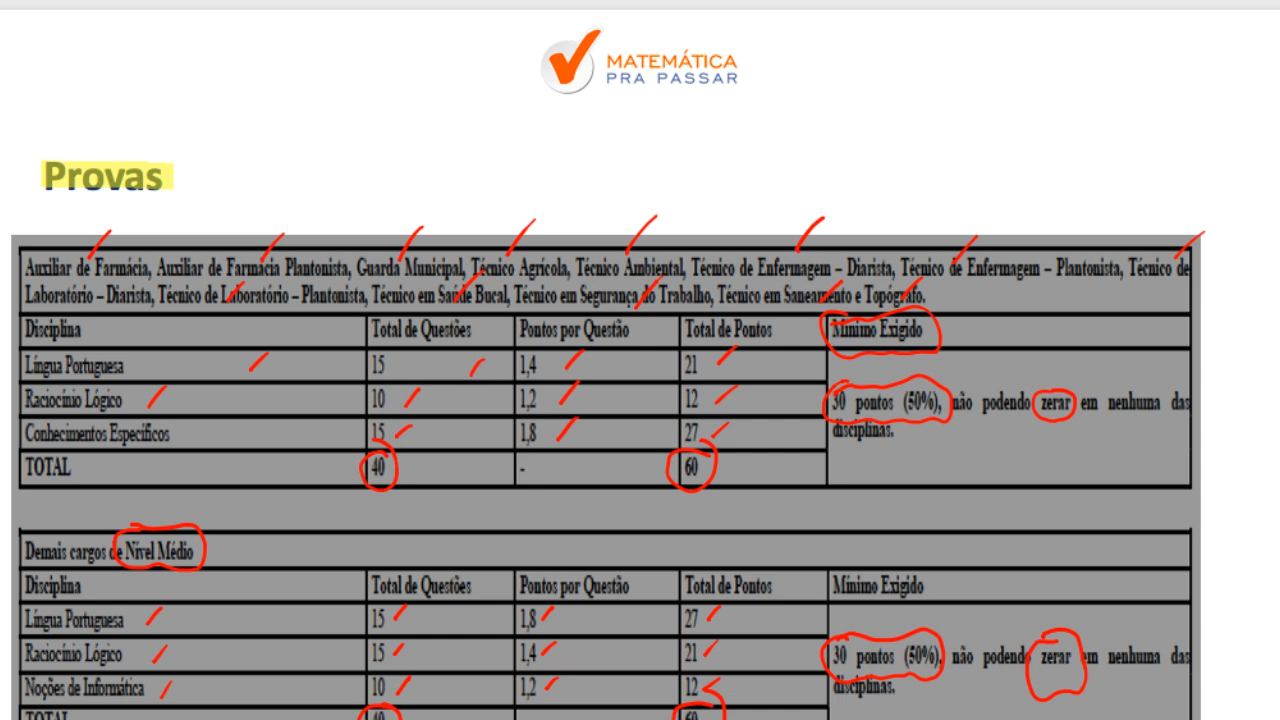 MATEMÁTICA
PRA PASSAR
Provas
Auxiliar de Farmácia, Auxiliar de Farmácia Plantonista, Guarda Municipal, Técnico Agrícola, Técnico Ambiental, Técnico de Enfermagem – Diarista, Técnico de Enfermagem – Plantonista, Técnico de
Laboratório – Diarista, Técnico de Laboratório – Plantonista, Técnico em Saúde Bucal, Técnico em Segurança do Trabalho, Técnico em Saneamento e Topógrafo.
Disciplina Total de Questões Pontos por Questão Total de Pontos Mínimo Exigido
Língua Portuguesa 15 1,4 21
Raciocínio Lógico 10 1,2 12 30 pontos (50%), não podendo zerar em nenhuma das
Conhecimentos Específicos 15 1,8 27 disciplinas.
TOTAL 40 - 60
Demais cargos de Nível Médio
Disciplina Total de Questões Pontos por Questão Total de Pontos Mínimo Exigido
Língua Portuguesa 15 1,8 27
Raciocínio Lógico 15 1,4 21 30 pontos (50%), não podendo zerar em nenhuma das
Noções de Informática 10 1,2 12 disciplinas.
TOTAL 40 60